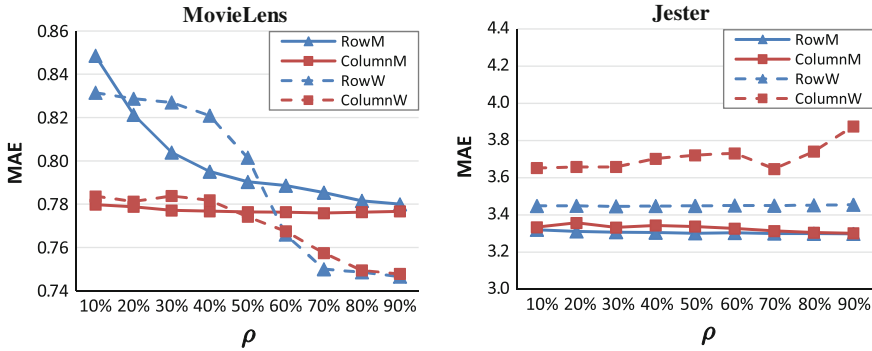 MovieLens
0.86
0.84
0.82
0.80
0.78
0.76
0.74
MAE
RowM
ColumnM
RowW
ColumnW
10% 20% 30% 40% 50% 60% 70% 80% 90%
ρ
Jester
4.4
4.2
4.0
3.8
3.6
3.4
3.2
3.0
MAE
RowM
ColumnM
RowW
ColumnW
10% 20% 30% 40% 50% 60% 70% 80% 90%
ρ